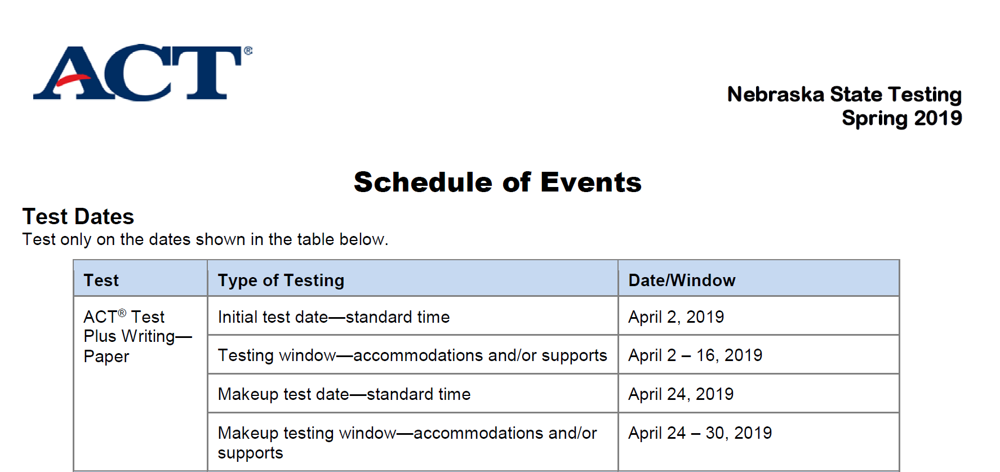 ACT®
Nebraska State Testing
Spring 2019
Schedule of Events
Test Dates
Test only on the dates shown in the table below.
Test Type of Testing Date/Window
ACT® Test Initial test date—standard time April 2, 2019
Plus Writing— Testing window—accommodations and/or supports April 2 – 16, 2019
Paper
Makeup test date—standard time April 24, 2019
Makeup testing window—accommodations and/or April 24 – 30, 2019
supports